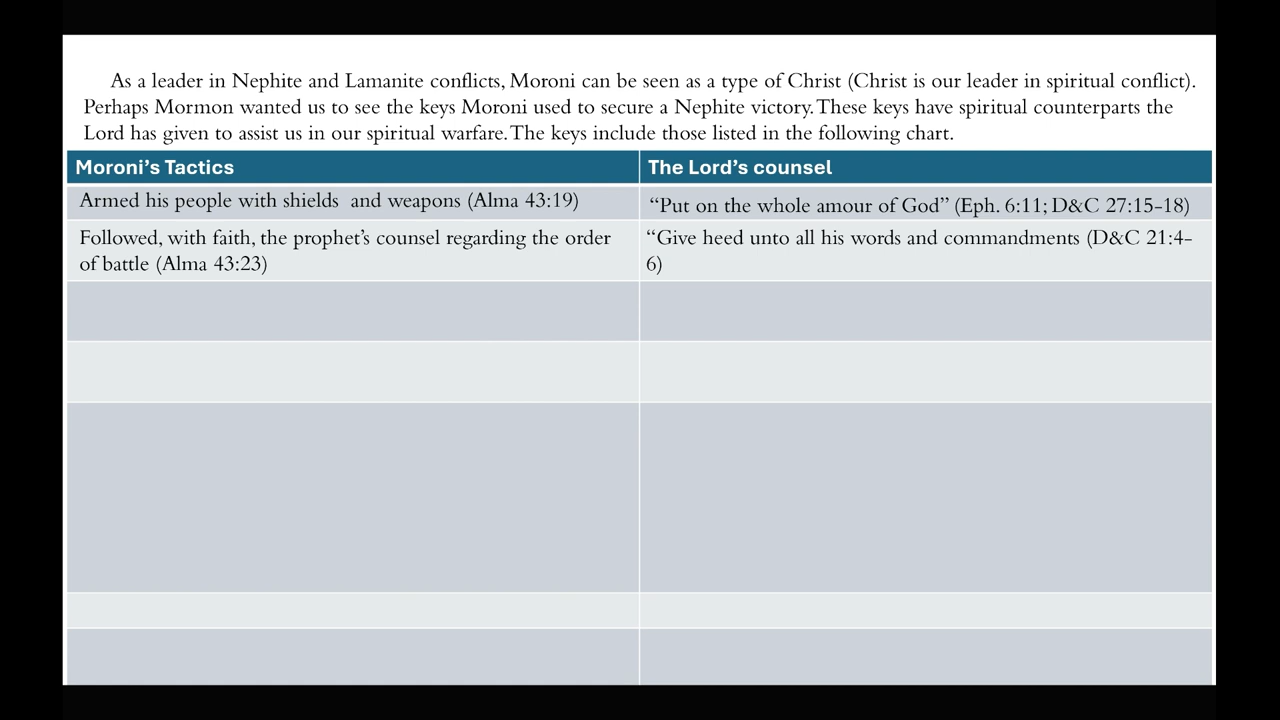 As a leader in Nephite and Lamanite conflicts, Moroni can be seen as a type of Christ (Christ is our leader in spiritual conflict).
Perhaps Mormon wanted us to see the keys Moroni used to secure a Nephite victory. These keys have spiritual counterparts the
Lord has given to assist us in our spiritual warfare. The keys include those listed in the following chart.
Moroni’s Tactics
The Lord’s counsel
Armed his people with shields and weapons (Alma 43:19)
“Put on the whole amour of God” (Eph. 6:11; D&C 27:15-18)
Followed, with faith, the prophet’s counsel regarding the order
of battle (Alma 43:23)
“Give heed unto all his words and commandments (D&C 21:4-
6)